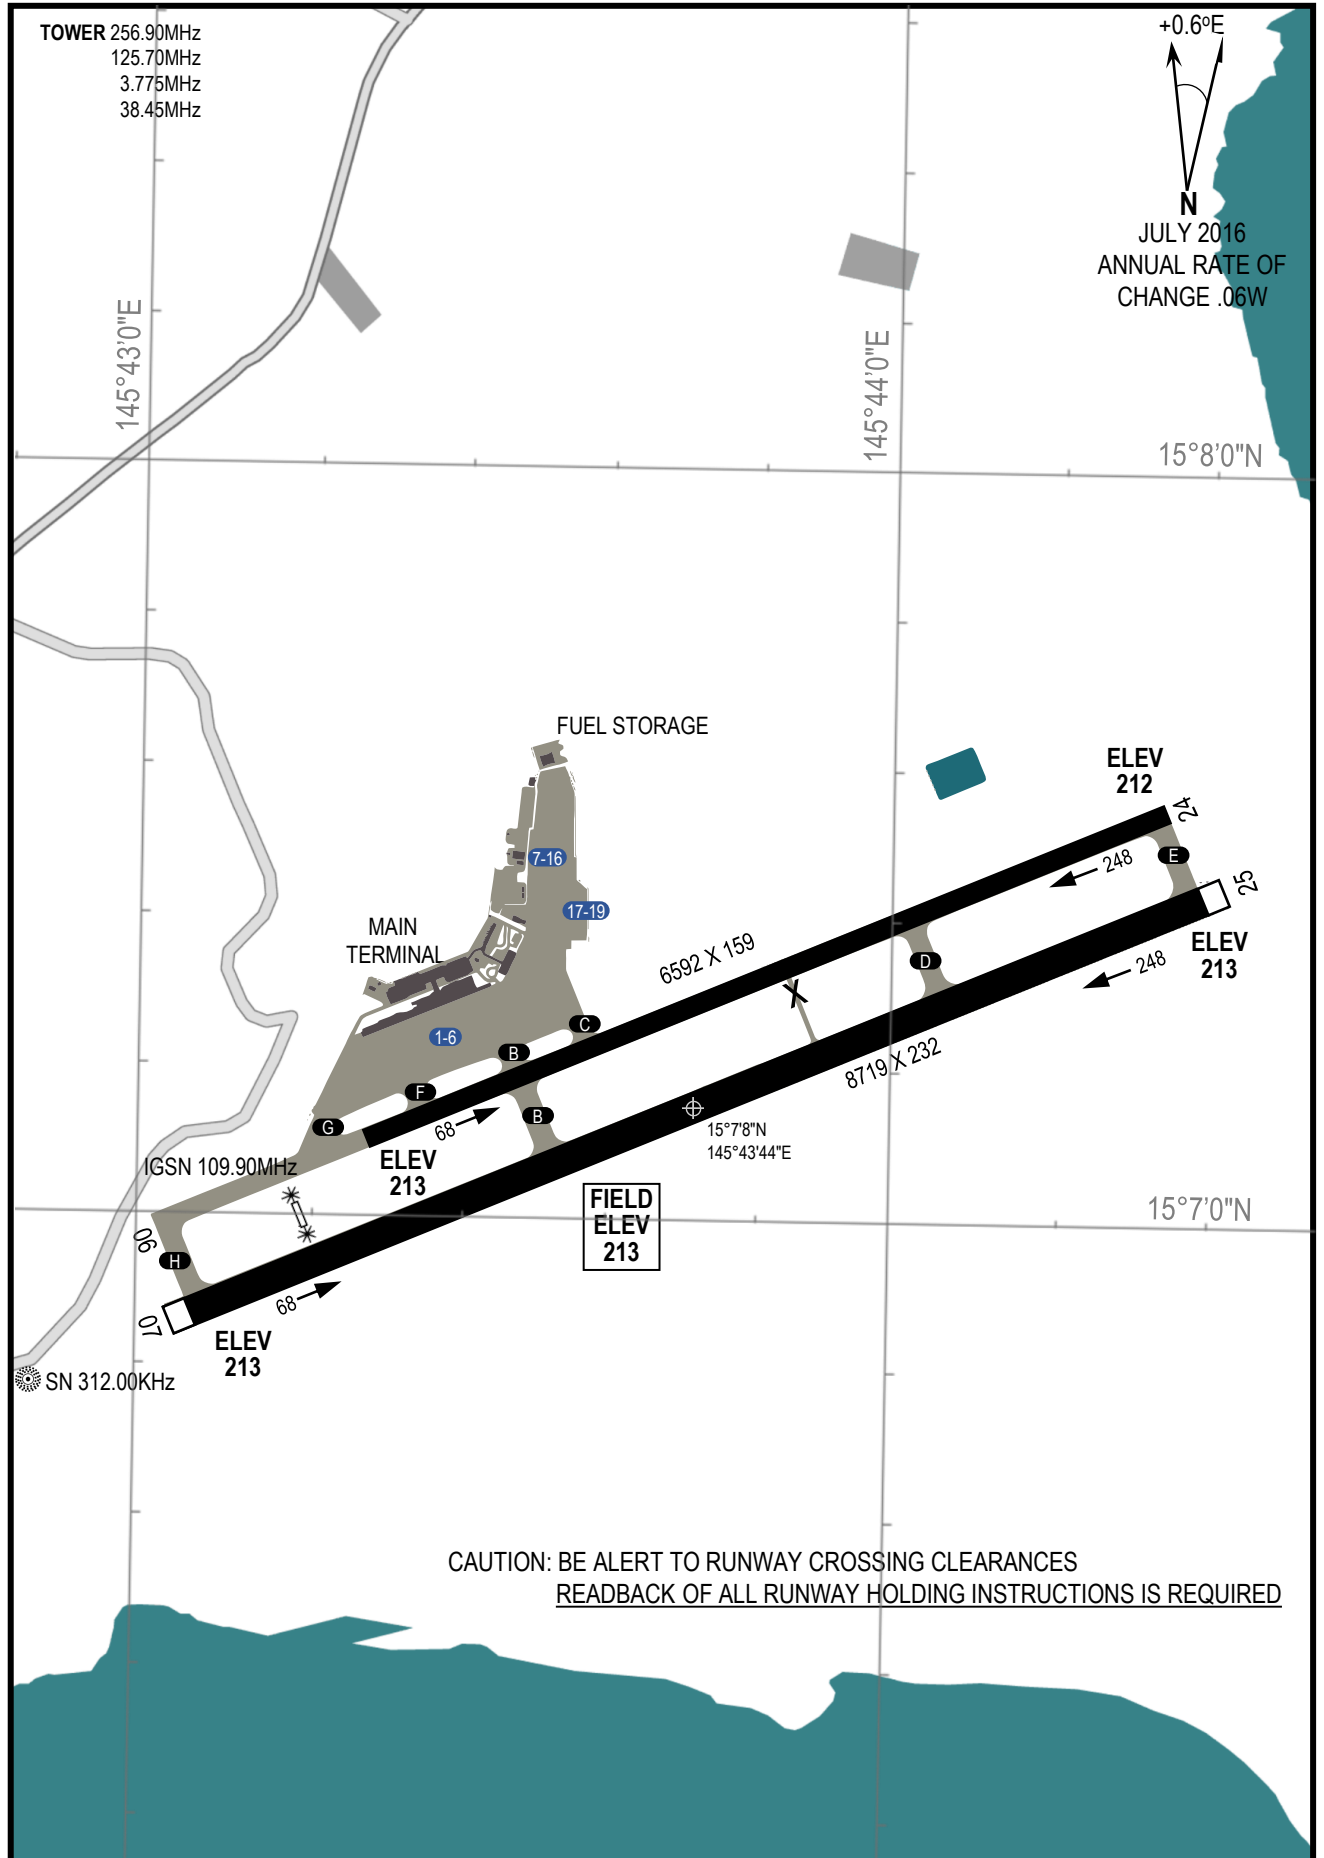 TOWER 256.90MHz
125.70MHz
3.775MHz
38.45MHz
+0.6ºE
N
JULY 2016
ANNUAL RATE OF
CHANGE .06W
145°43'0"E
145°44'0"E
15°8'0"N
FUEL STORAGE
ELEV
212
24
7-16
E
248
25
17-19
MAIN
TERMINAL
ELEV
213
6592 X 159
D
248
X
C
1-6
B
8719 X 232
F
B
G
68
15°7'8"N
145°43'44"E
IGSN 109.90MHz
ELEV
213
FIELD
ELEV
213
15°7'0"N
06
H
68
07
ELEV
213
SN 312.00KHz
CAUTION: BE ALERT TO RUNWAY CROSSING CLEARANCES
READBACK OF ALL RUNWAY HOLDING INSTRUCTIONS IS REQUIRED